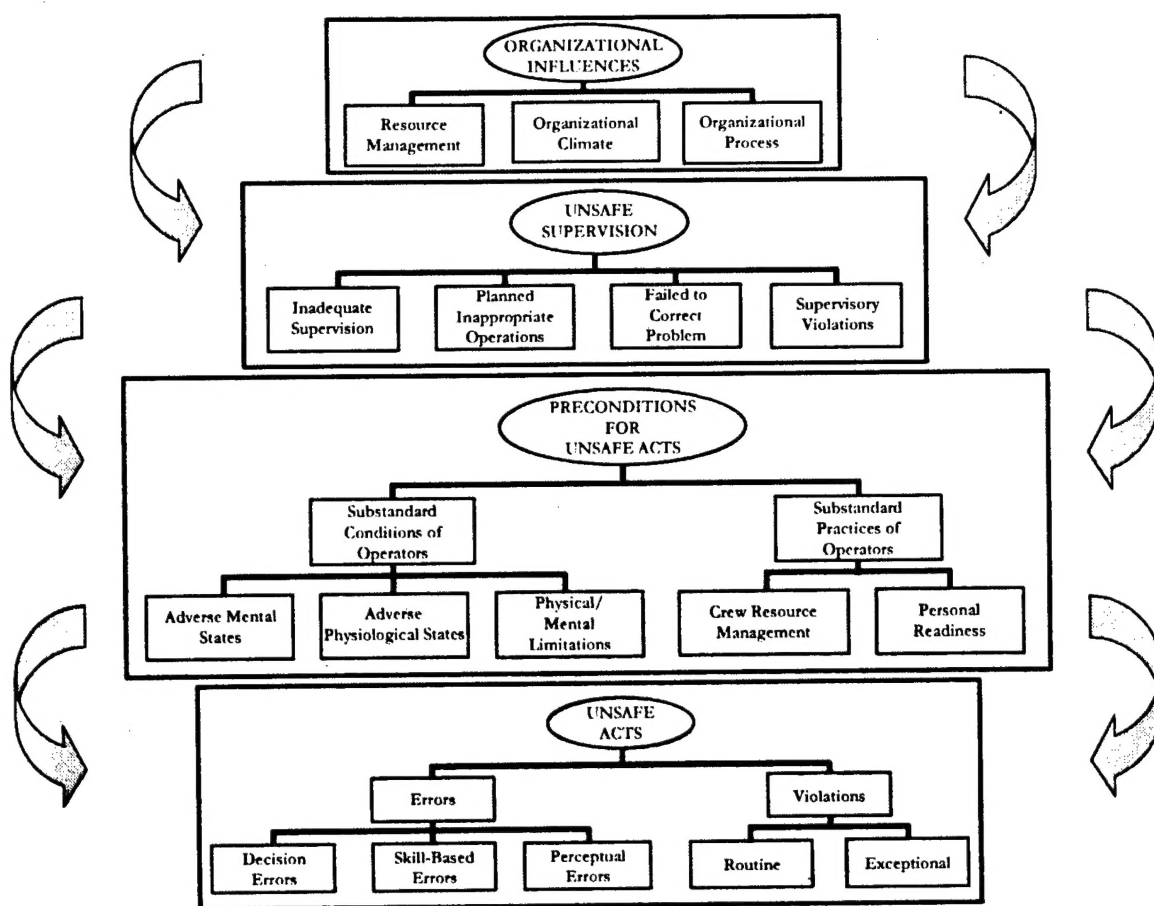 ORGANIZATIONAL
INFLUENCES
Resource
Management
Organizational
Climate
Organizational
Process
UNSAFE
SUPERVISION
Inadequate
Supervision
Planned
Inappropriate
Operations
Failed to
Correct
Problem
Supervisory
Violations
PRECONDITIONS
FOR
UNSAFE ACTS
Substandard
Conditions of
Operators
Substandard
Practices of
Operators
Adverse Mental
States
Adverse
Physiological States
Physical/
Mental
Limitations
Crew Resource
Management
Personal
Readiness
UNSAFE
ACTS
Errors
Violations
Decision
Errors
Skill-Based
Errors
Perceptual
Errors
Routine
Exceptional